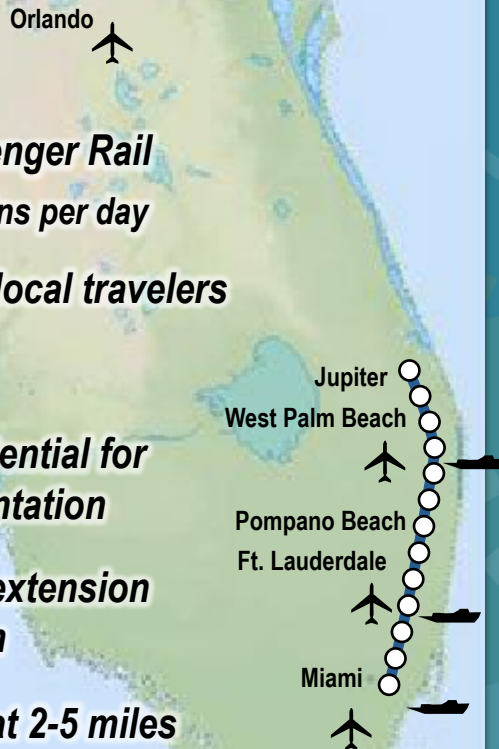 Orlando
enger Rail
ns per day
local travelers
Jupiter
West Palm Beach
ential for
ntation
Pompano Beach
Ft. Lauderdale
extension
n
Miami
at 2-5 miles